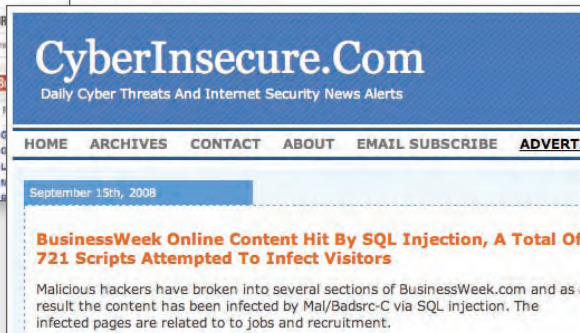 CyberInsecure.Com
Daily Cyber Threats And Internet Security News Alerts
HOME ARCHIVES CONTACT ABOUT EMAIL SUBSCRIBE ADVERT
September 15th, 2008
BusinessWeek Online Content Hit By SQL Injection, A Total Of
721 Scripts Attempted To Infect Visitors
Malicious hackers have broken into several sections of BusinessWeek.com and as a
result the content has been infected by Mal/Badsrc-C via SQL injection. The
infected pages are related to to jobs and recruitment.